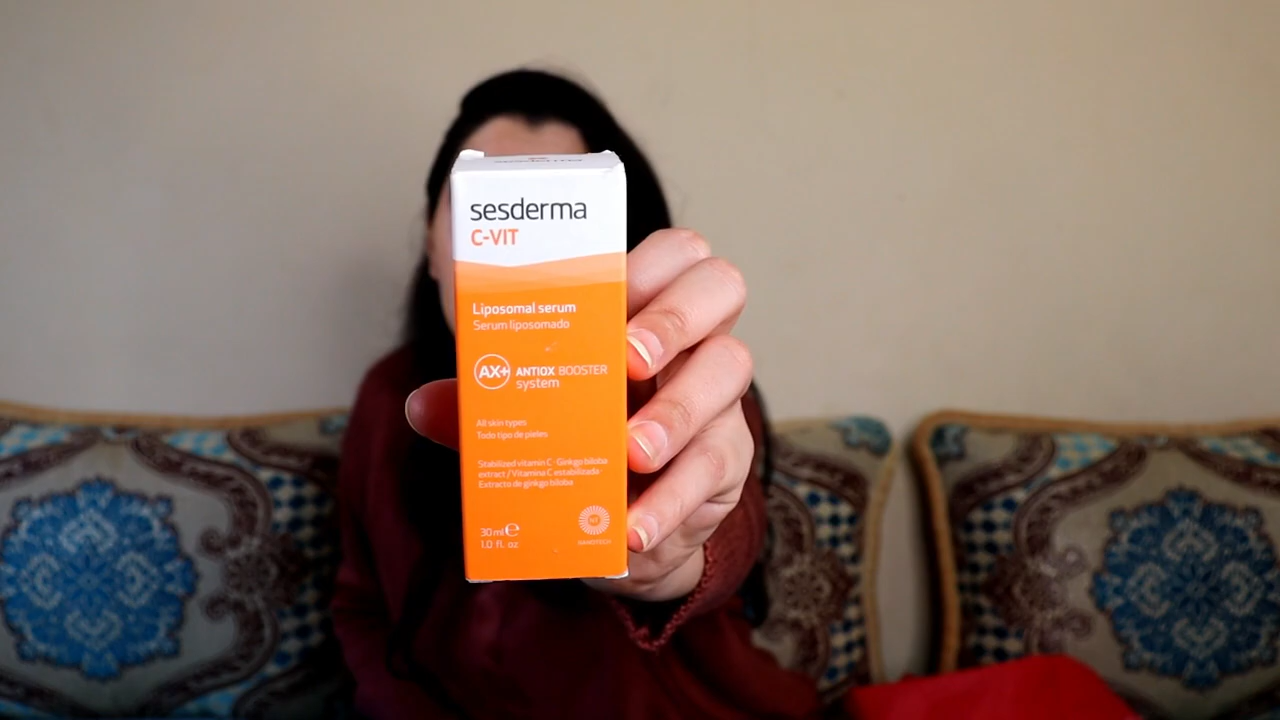 sesderma
C-VIT
Liposomal serum
Serum liposomado
AX+
ANTIOX BOOSTER
system
All skin types
Todo tipo de pieles
Stabilized vitamin C · Ginkgo biloba
extract / Vitamina C estabilizada ·
Extracto de ginkgo biloba
30 ml e
1.0 fl. oz
NANOTECH